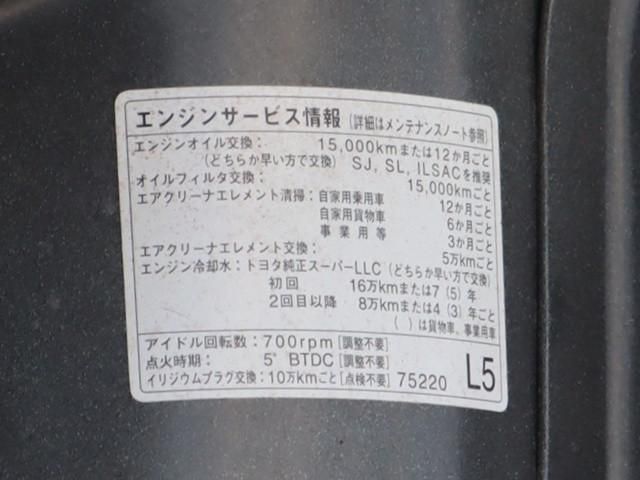 エンジンサービス情報 (詳細はメンテナンスノート参照)
エンジンオイル交換: 15,000kmまたは12か月ごと
(どちらか早い方で交換) SJ, SL, ILSACを推奨
オイルフィルタ交換: 15,000kmごと
エアクリーナエレメント清掃: 自家用乗用車 12か月ごと
自家用貨物車 6か月ごと
事業用等 3か月ごと
エアクリーナエレメント交換: 5万kmごと
エンジン冷却水: トヨタ純正スーパーLLC (どちらか早い方で交換)
初回 16万kmまたは7 (5) 年
2回目以降 8万kmまたは4 (3) 年ごと
( ) は貨物車、事業用車
アイドル回転数: 700rpm [調整不要]
点火時期: 5° BTDC [調整不要]
イリジウムプラグ交換: 10万kmごと [点検不要] 75220 L5